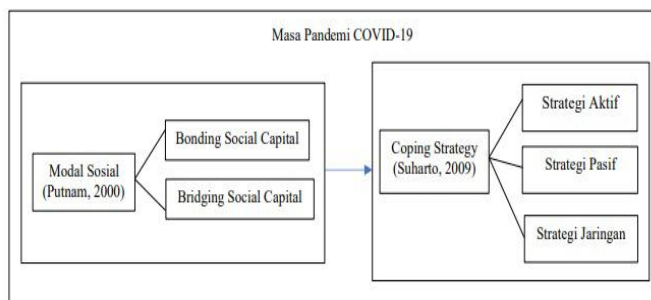 Masa Pandemi COVID-19
Modal Sosial
(Putnam, 2000)
Bonding Social Capital
Bridging Social Capital
Coping Strategy
(Suharto, 2009)
Strategi Aktif
Strategi Pasif
Strategi Jaringan